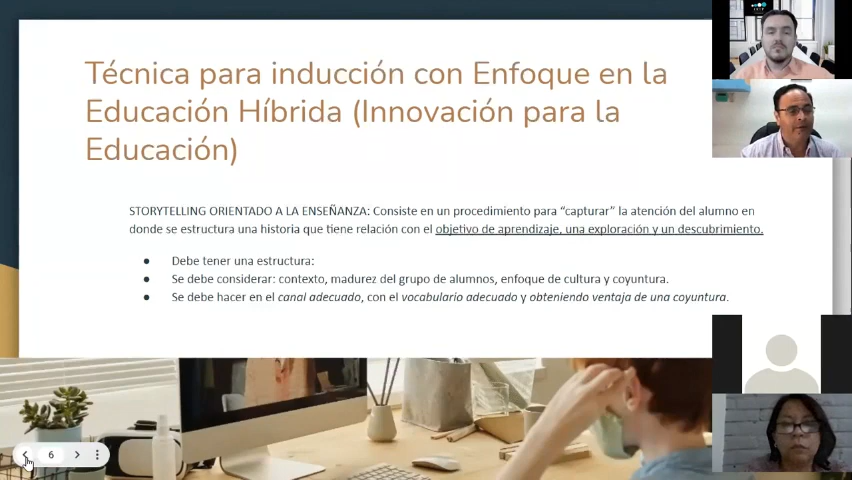 Técnica para inducción con Enfoque en la
Educación Híbrida (Innovación para la
Educación)
STORYTELLING ORIENTADO A LA ENSEÑANZA: Consiste en un procedimiento para “capturar” la atención del alumno en
donde se estructura una historia que tiene relación con el objetivo de aprendizaje, una exploración y un descubrimiento.
● Debe tener una estructura:
● Se debe considerar: contexto, madurez del grupo de alumnos, enfoque de cultura y coyuntura.
● Se debe hacer en el canal adecuado, con el vocabulario adecuado y obteniendo ventaja de una coyuntura.
6